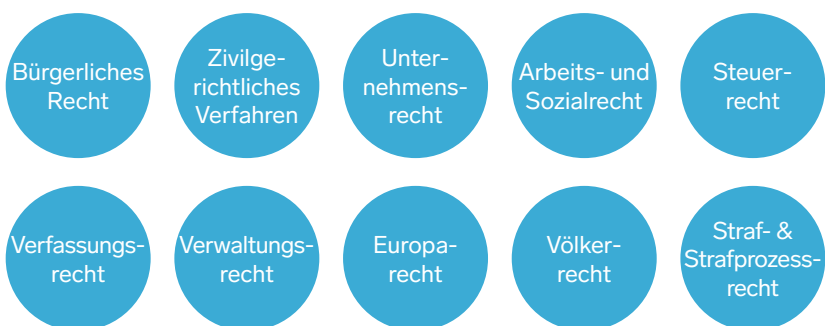 Bürgerliches
Recht
Zivilge-
richtliches
Verfahren
Unter-
nehmens-
recht
Arbeits- und
Sozialrecht
Steuer-
recht
Verfassungs-
recht
Verwaltungs-
recht
Europa-
recht
Völker-
recht
Straf- &
Strafprozess-
recht